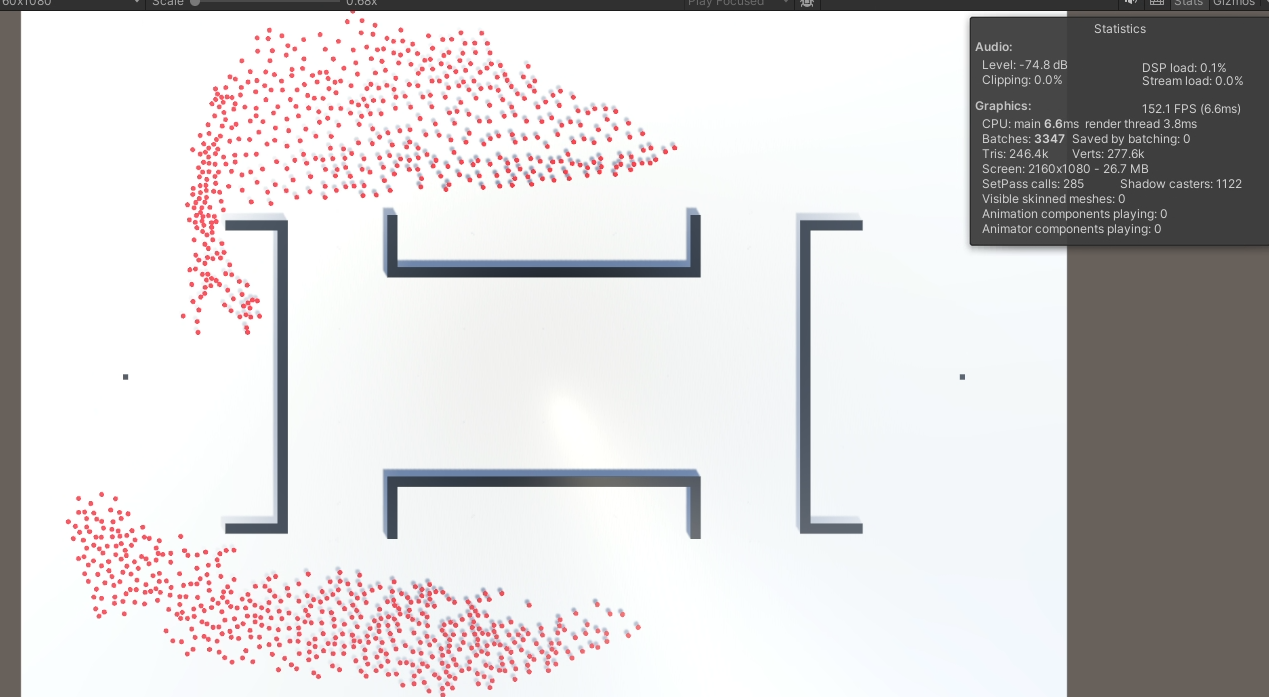 60x1080 Scale 0.68x Play Focused Stats Gizmos
Statistics
Audio:
Level: -74.8 dB DSP load: 0.1%
Clipping: 0.0% Stream load: 0.0%
Graphics: 152.1 FPS (6.6ms)
CPU: main 6.6ms render thread 3.8ms
Batches: 3347 Saved by batching: 0
Tris: 246.4k Verts: 277.6k
Screen: 2160x1080 - 26.7 MB
SetPass calls: 285 Shadow casters: 1122
Visible skinned meshes: 0
Animation components playing: 0
Animator components playing: 0